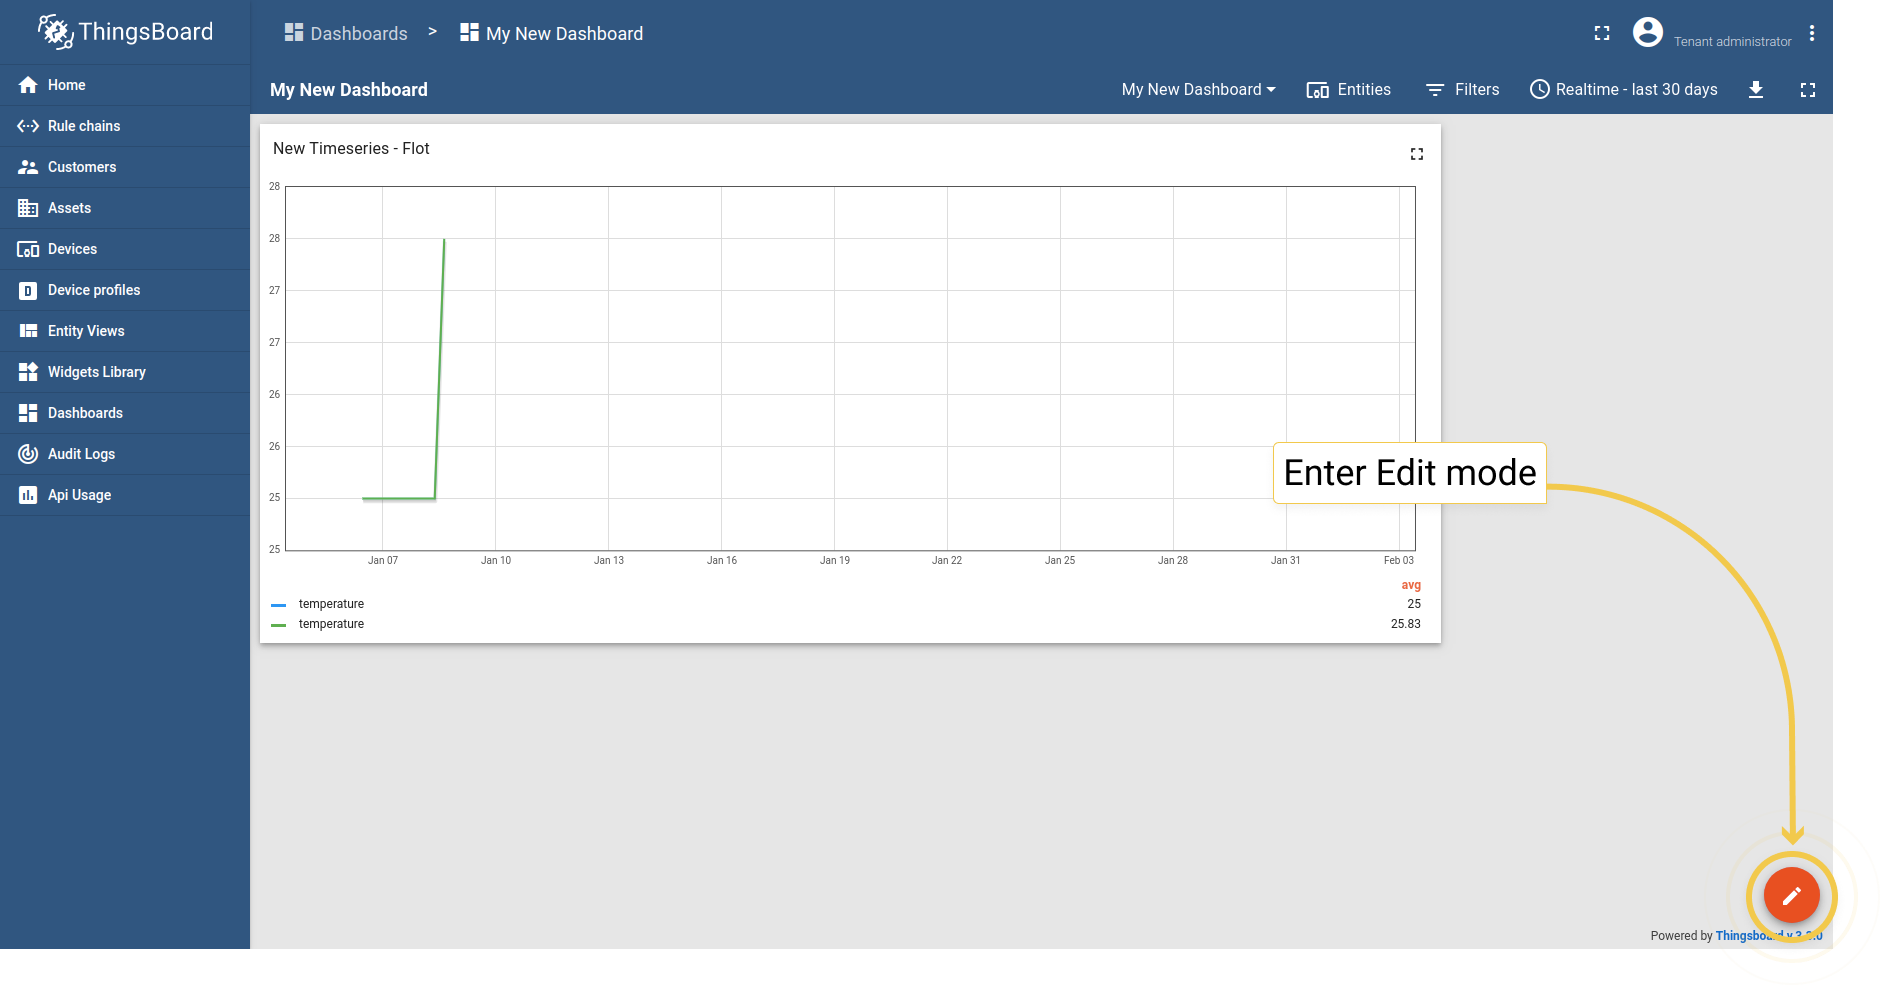 ThingsBoard
Dashboards > My New Dashboard
Tenant administrator
Home
Rule chains
Customers
Assets
Devices
Device profiles
Entity Views
Widgets Library
Dashboards
Audit Logs
Api Usage
My New Dashboard
My New Dashboard Entities Filters Realtime - last 30 days
New Timeseries - Flot
28
28
27
27
26
26
25
25
Jan 07 Jan 10 Jan 13 Jan 16 Jan 19 Jan 22 Jan 25 Jan 28 Jan 31 Feb 03
avg
temperature 25
temperature 25.83
Enter Edit mode
Powered by Thingsboard